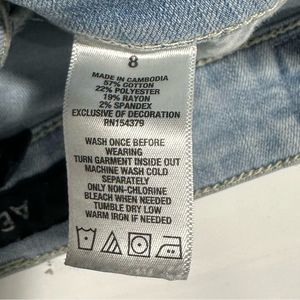 8
MADE IN CAMBODIA
57% COTTON
22% POLYESTER
19% RAYON
2% SPANDEX
EXCLUSIVE OF DECORATION
RN154379
WASH ONCE BEFORE
WEARING
TURN GARMENT INSIDE OUT
MACHINE WASH COLD
SEPARATELY
ONLY NON-CHLORINE
BLEACH WHEN NEEDED
TUMBLE DRY LOW
WARM IRON IF NEEDED